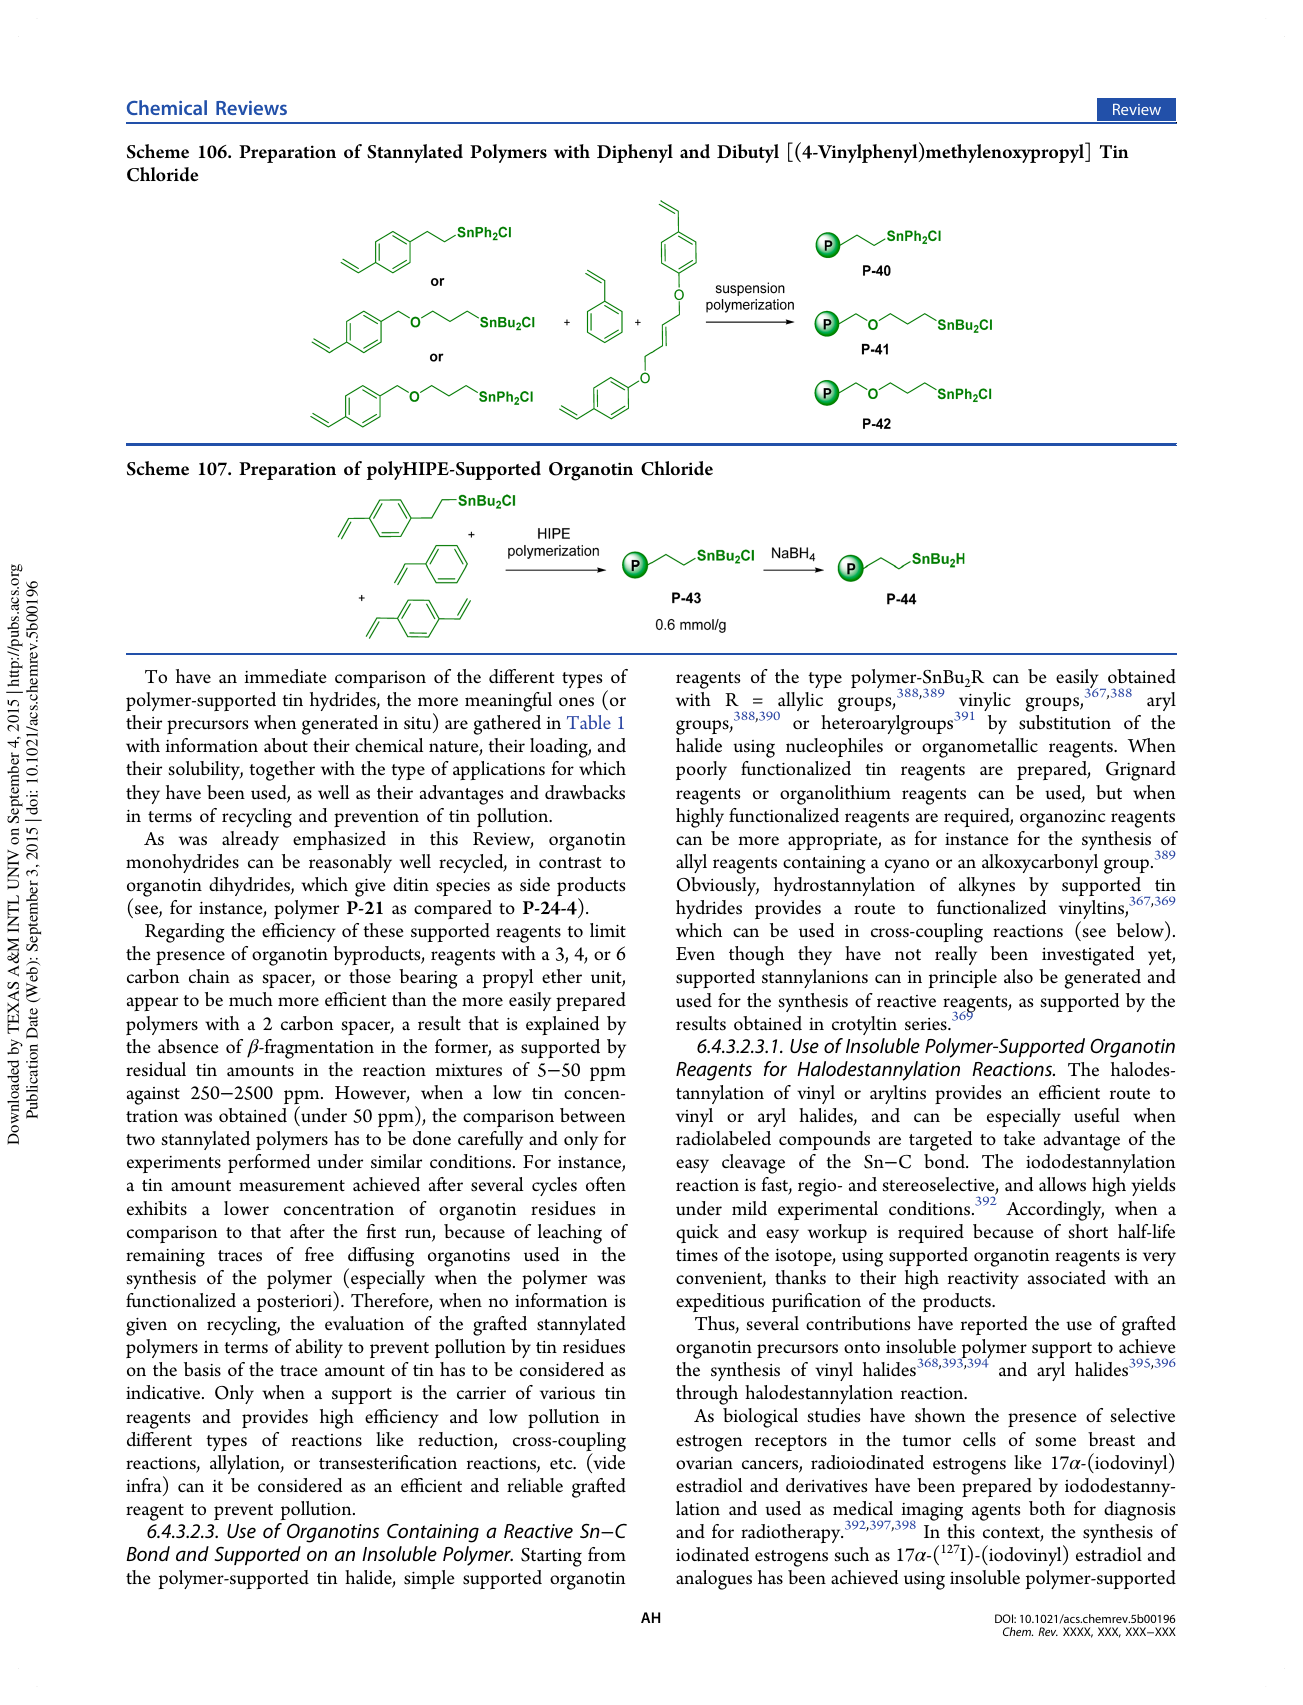 Chemical Reviews
Review
Scheme 106. Preparation of Stannylated Polymers with Diphenyl and Dibutyl [(4-Vinylphenyl)methylenoxypropyl] Tin
Chloride
SnPh₂Cl
or
O
SnBu₂Cl
or
O
SnPh₂Cl
+
+
O
O
suspension
polymerization
P
SnPh₂Cl
P-40
P
O
SnBu₂Cl
P-41
P
O
SnPh₂Cl
P-42
Scheme 107. Preparation of polyHIPE-Supported Organotin Chloride
SnBu₂Cl
+
+
HIPE
polymerization
P
SnBu₂Cl
P-43
0.6 mmol/g
NaBH₄
P
SnBu₂H
P-44
To have an immediate comparison of the different types of
polymer-supported tin hydrides, the more meaningful ones (or
their precursors when generated in situ) are gathered in Table 1
with information about their chemical nature, their loading, and
their solubility, together with the type of applications for which
they have been used, as well as their advantages and drawbacks
in terms of recycling and prevention of tin pollution.
As was already emphasized in this Review, organotin
monohydrides can be reasonably well recycled, in contrast to
organotin dihydrides, which give ditin species as side products
(see, for instance, polymer P-21 as compared to P-24-4).
Regarding the efficiency of these supported reagents to limit
the presence of organotin byproducts, reagents with a 3, 4, or 6
carbon chain as spacer, or those bearing a propyl ether unit,
appear to be much more efficient than the more easily prepared
polymers with a 2 carbon spacer, a result that is explained by
the absence of β-fragmentation in the former, as supported by
residual tin amounts in the reaction mixtures of 5−50 ppm
against 250−2500 ppm. However, when a low tin concen-
tration was obtained (under 50 ppm), the comparison between
two stannylated polymers has to be done carefully and only for
experiments performed under similar conditions. For instance,
a tin amount measurement achieved after several cycles often
exhibits a lower concentration of organotin residues in
comparison to that after the first run, because of leaching of
remaining traces of free diffusing organotins used in the
synthesis of the polymer (especially when the polymer was
functionalized a posteriori). Therefore, when no information is
given on recycling, the evaluation of the grafted stannylated
polymers in terms of ability to prevent pollution by tin residues
on the basis of the trace amount of tin has to be considered as
indicative. Only when a support is the carrier of various tin
reagents and provides high efficiency and low pollution in
different types of reactions like reduction, cross-coupling
reactions, allylation, or transesterification reactions, etc. (vide
infra) can it be considered as an efficient and reliable grafted
reagent to prevent pollution.
6.4.3.2.3. Use of Organotins Containing a Reactive Sn−C
Bond and Supported on an Insoluble Polymer. Starting from
the polymer-supported tin halide, simple supported organotin
reagents of the type polymer-SnBu₂R can be easily obtained
with R = allylic groups,388,389 vinylic groups,367,388 aryl
groups,388,390 or heteroarylgroups391 by substitution of the
halide using nucleophiles or organometallic reagents. When
poorly functionalized tin reagents are prepared, Grignard
reagents or organolithium reagents can be used, but when
highly functionalized reagents are required, organozinc reagents
can be more appropriate, as for instance for the synthesis of
allyl reagents containing a cyano or an alkoxycarbonyl group.389
Obviously, hydrostannylation of alkynes by supported tin
hydrides provides a route to functionalized vinyltins,367,369
which can be used in cross-coupling reactions (see below).
Even though they have not really been investigated yet,
supported stannylanions can in principle also be generated and
used for the synthesis of reactive reagents, as supported by the
results obtained in crotyltin series.369
6.4.3.2.3.1. Use of Insoluble Polymer-Supported Organotin
Reagents for Halodestannylation Reactions. The halodes-
tannylation of vinyl or aryltins provides an efficient route to
vinyl or aryl halides, and can be especially useful when
radiolabeled compounds are targeted to take advantage of the
easy cleavage of the Sn−C bond. The iododestannylation
reaction is fast, regio- and stereoselective, and allows high yields
under mild experimental conditions.392 Accordingly, when a
quick and easy workup is required because of short half-life
times of the isotope, using supported organotin reagents is very
convenient, thanks to their high reactivity associated with an
expeditious purification of the products.
Thus, several contributions have reported the use of grafted
organotin precursors onto insoluble polymer support to achieve
the synthesis of vinyl halides368,393,394 and aryl halides395,396
through halodestannylation reaction.
As biological studies have shown the presence of selective
estrogen receptors in the tumor cells of some breast and
ovarian cancers, radioiodinated estrogens like 17α-(iodovinyl)
estradiol and derivatives have been prepared by iododestanny-
lation and used as medical imaging agents both for diagnosis
and for radiotherapy.392,397,398 In this context, the synthesis of
iodinated estrogens such as 17α-(¹²⁷I)-(iodovinyl) estradiol and
analogues has been achieved using insoluble polymer-supported
AH
DOI: 10.1021/acs.chemrev.5b00196
Chem. Rev. XXXX, XXX, XXX−XXX
Downloaded by TEXAS A&M INTL UNIV on September 4, 2015 | http://pubs.acs.org
Publication Date (Web): September 3, 2015 | doi: 10.1021/acs.chemrev.5b00196